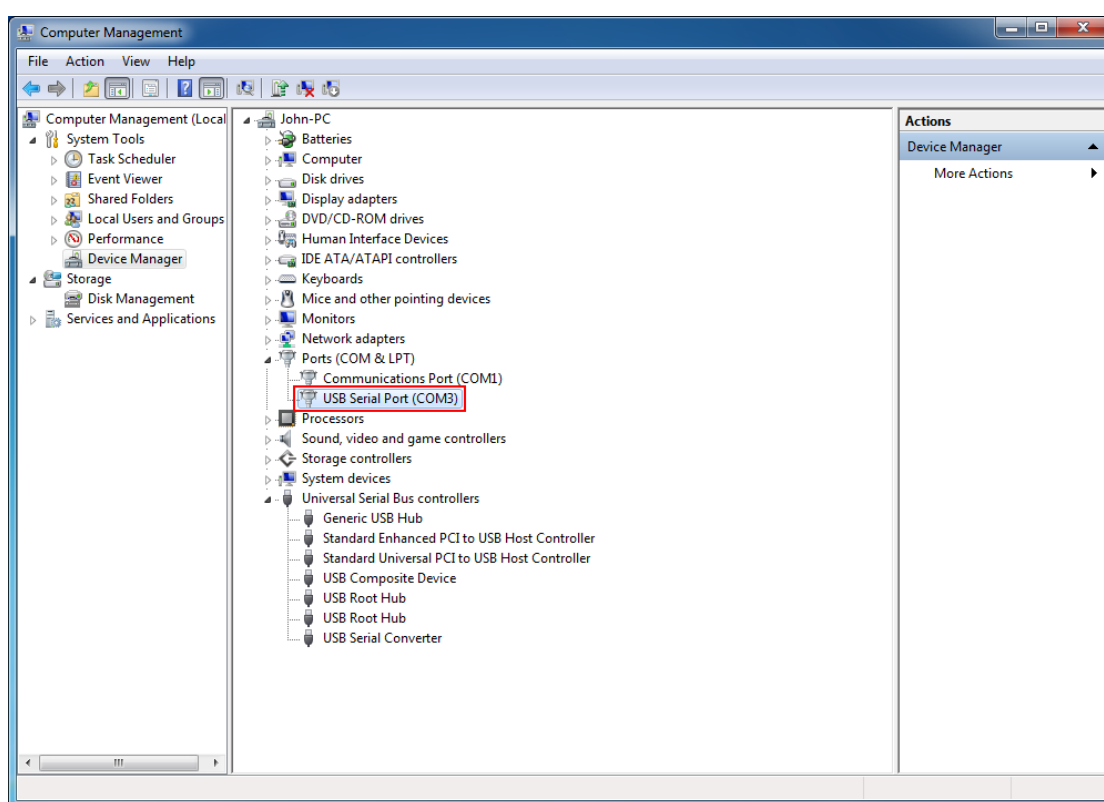 Computer Management
File Action View Help
Computer Management (Local
System Tools
Task Scheduler
Event Viewer
Shared Folders
Local Users and Groups
Performance
Device Manager
Storage
Disk Management
Services and Applications
John-PC
Batteries
Computer
Disk drives
Display adapters
DVD/CD-ROM drives
Human Interface Devices
IDE ATA/ATAPI controllers
Keyboards
Mice and other pointing devices
Monitors
Network adapters
Ports (COM & LPT)
Communications Port (COM1)
USB Serial Port (COM3)
Processors
Sound, video and game controllers
Storage controllers
System devices
Universal Serial Bus controllers
Generic USB Hub
Standard Enhanced PCI to USB Host Controller
Standard Universal PCI to USB Host Controller
USB Composite Device
USB Root Hub
USB Root Hub
USB Serial Converter
Actions
Device Manager
More Actions